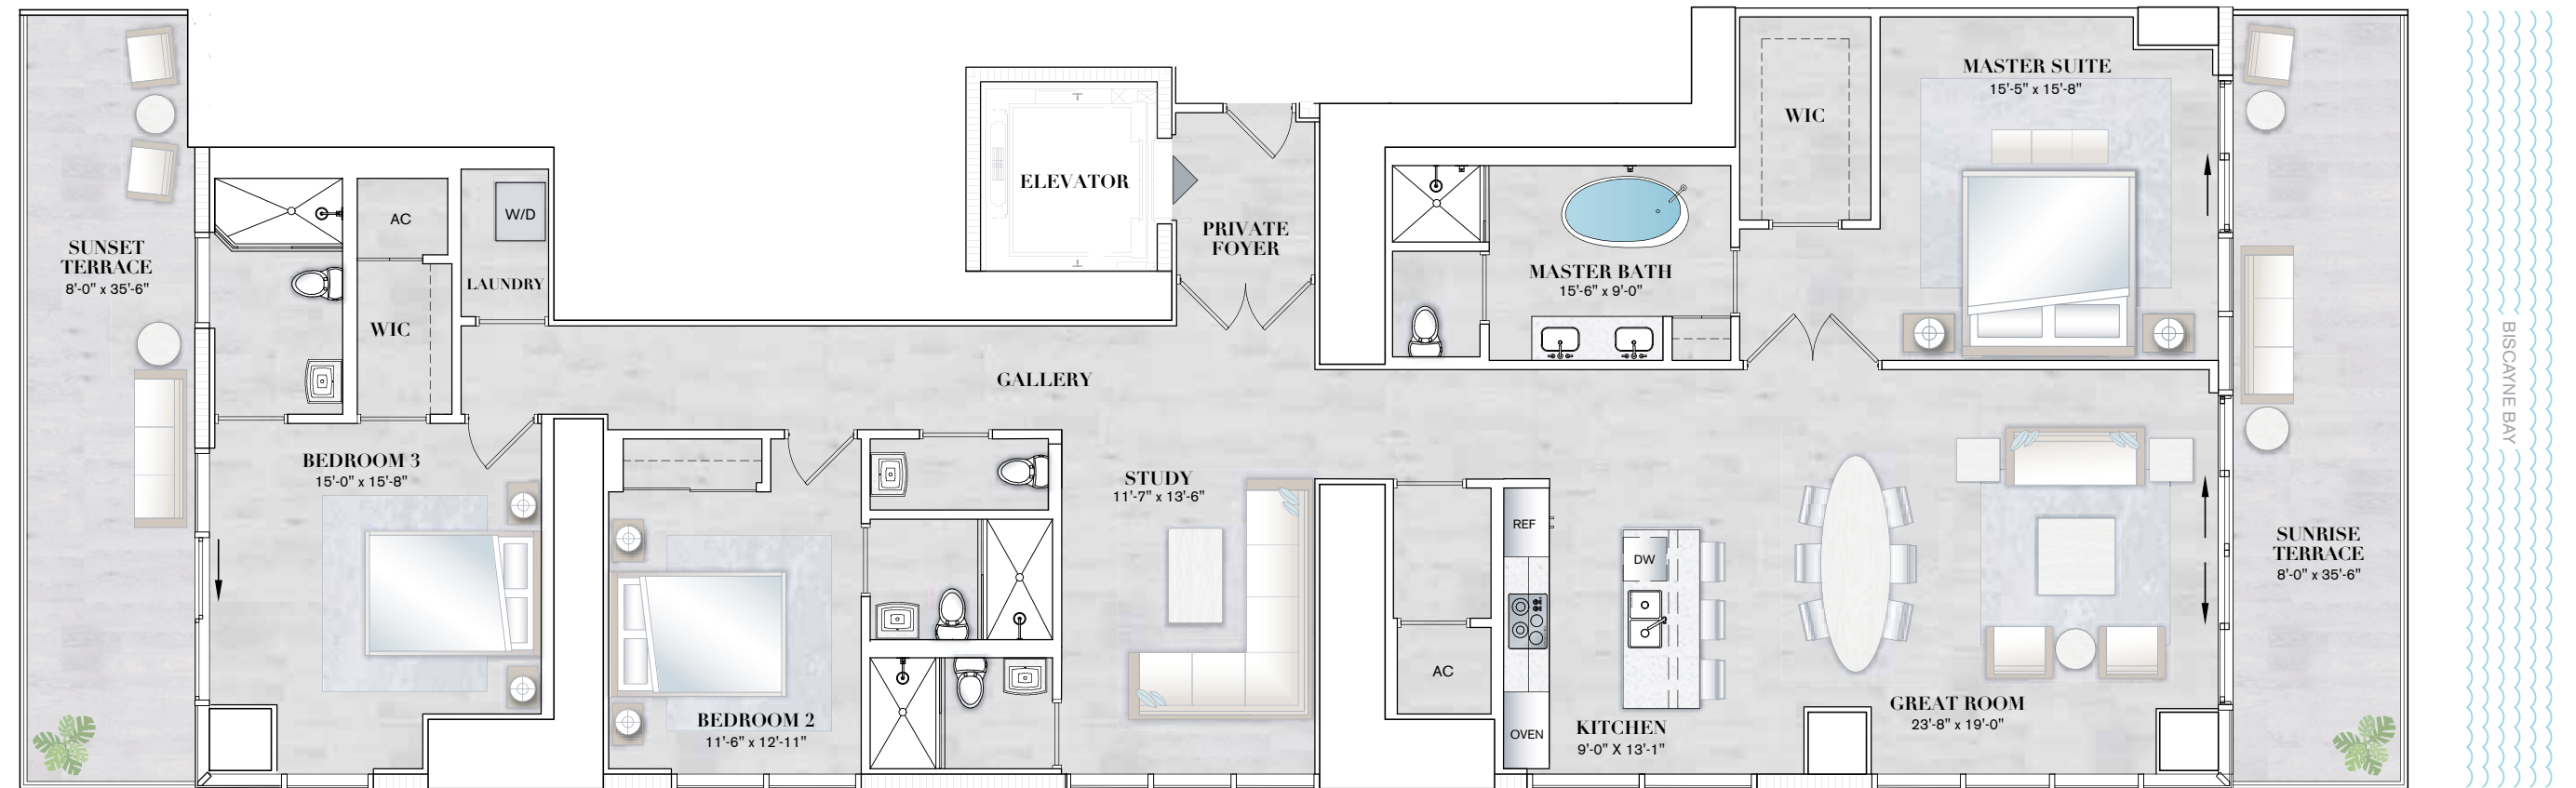 SUNSET
TERRACE
8'-0" x 35'-6"
AC
W/D
LAUNDRY
WIC
BEDROOM 3
15'-0" x 15'-8"
ELEVATOR
PRIVATE
FOYER
GALLERY
BEDROOM 2
11'-6" x 12'-11"
STUDY
11'-7" x 13'-6"
MASTER BATH
15'-6" x 9'-0"
WIC
MASTER SUITE
15'-5" x 15'-8"
REF
DW
AC
OVEN
KITCHEN
9'-0" X 13'-1"
GREAT ROOM
23'-8" x 19'-0"
SUNRISE
TERRACE
8'-0" x 35'-6"
BISCAYNE BAY